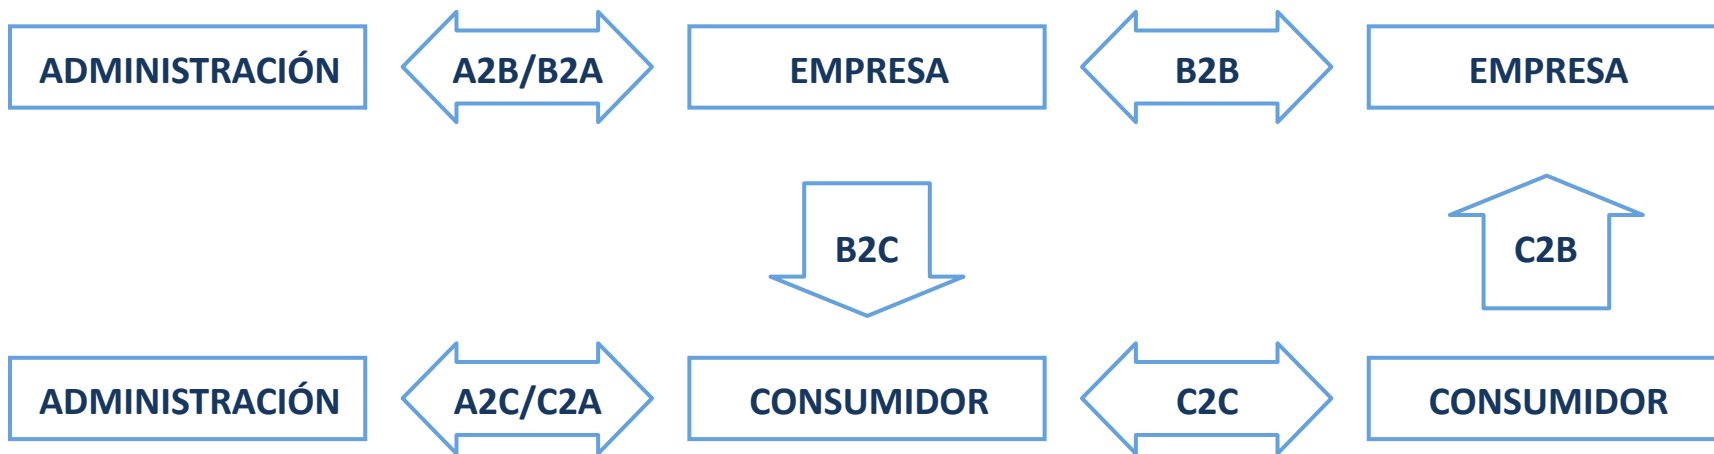 ADMINISTRACIÓN A2B/B2A EMPRESA B2B EMPRESA
B2C C2B
ADMINISTRACIÓN A2C/C2A CONSUMIDOR C2C CONSUMIDOR